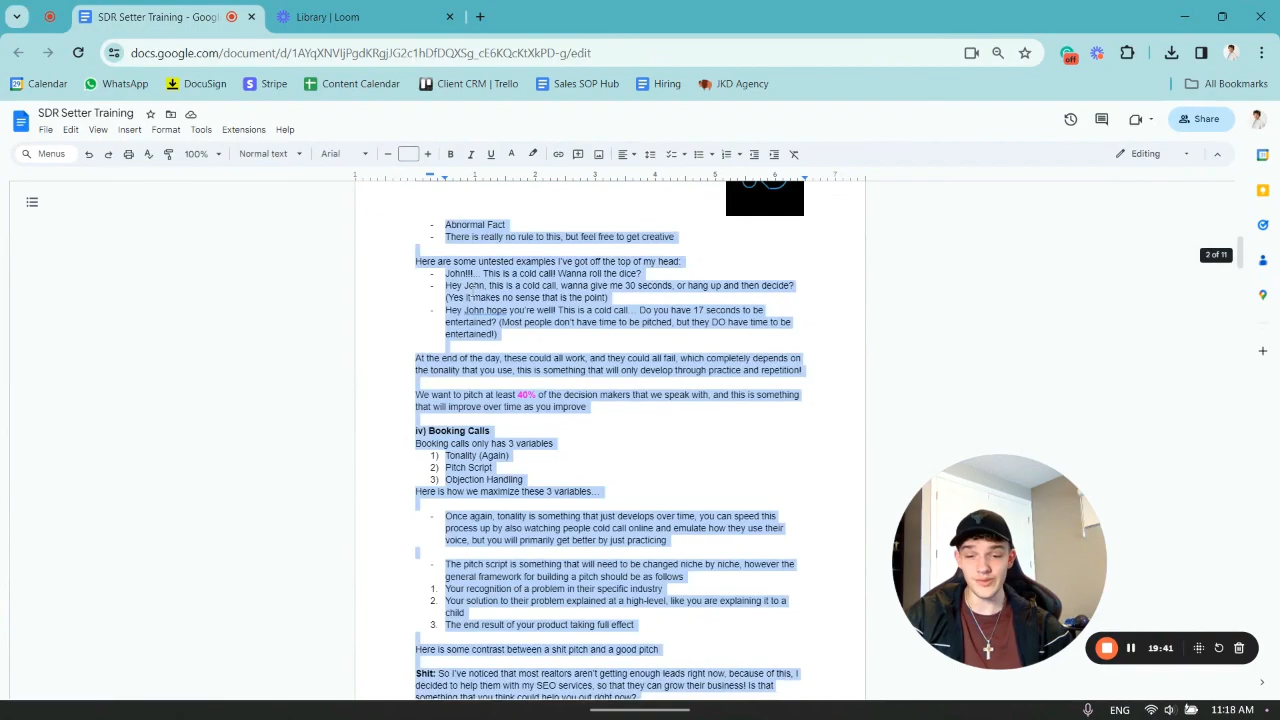 SDR Setter Training - Googl
Library | Loom
docs.google.com/document/d/1AYqXNVIjPgdKRgjJG2c1hDfDQXSg_cE6KQcKtXkPD-g/edit
off
Calendar
WhatsApp
DocuSign
Stripe
Content Calendar
Client CRM | Trello
Sales SOP Hub
Hiring
JKD Agency
All Bookmarks
SDR Setter Training
File Edit View Insert Format Tools Extensions Help
Share
Menus
100%
Normal text
Arial
Editing
1 1 2 3 4 5 6 7
- Abnormal Fact
- There is really no rule to this, but feel free to get creative
2 of 11
Here are some untested examples I've got off the top of my head:
- John!!!... This is a cold call! Wanna roll the dice?
- Hey John, this is a cold call, wanna give me 30 seconds, or hang up and then decide?
(Yes it makes no sense that is the point)
- Hey John hope you're well! This is a cold call... Do you have 17 seconds to be
entertained? (Most people don't have time to be pitched, but they DO have time to be
entertained!)
At the end of the day, these could all work, and they could all fail, which completely depends on
the tonality that you use, this is something that will only develop through practice and repetition!
We want to pitch at least 40% of the decision makers that we speak with, and this is something
that will improve over time as you improve
iv) Booking Calls
Booking calls only has 3 variables
1) Tonality (Again)
2) Pitch Script
3) Objection Handling
Here is how we maximize these 3 variables...
- Once again, tonality is something that just develops over time, you can speed this
process up by also watching people cold call online and emulate how they use their
voice, but you will primarily get better by just practicing
- The pitch script is something that will need to be changed niche by niche, however the
general framework for building a pitch should be as follows
1. Your recognition of a problem in their specific industry
2. Your solution to their problem explained at a high-level, like you are explaining it to a
child
3. The end result of your product taking full effect
Here is some contrast between a shit pitch and a good pitch
Shit: So I've noticed that most realtors aren't getting enough leads right now, because of this, I
decided to help them with my SEO services, so that they can grow their business! Is that
something that you think could help you out right now?
19:41
ENG
11:18 AM